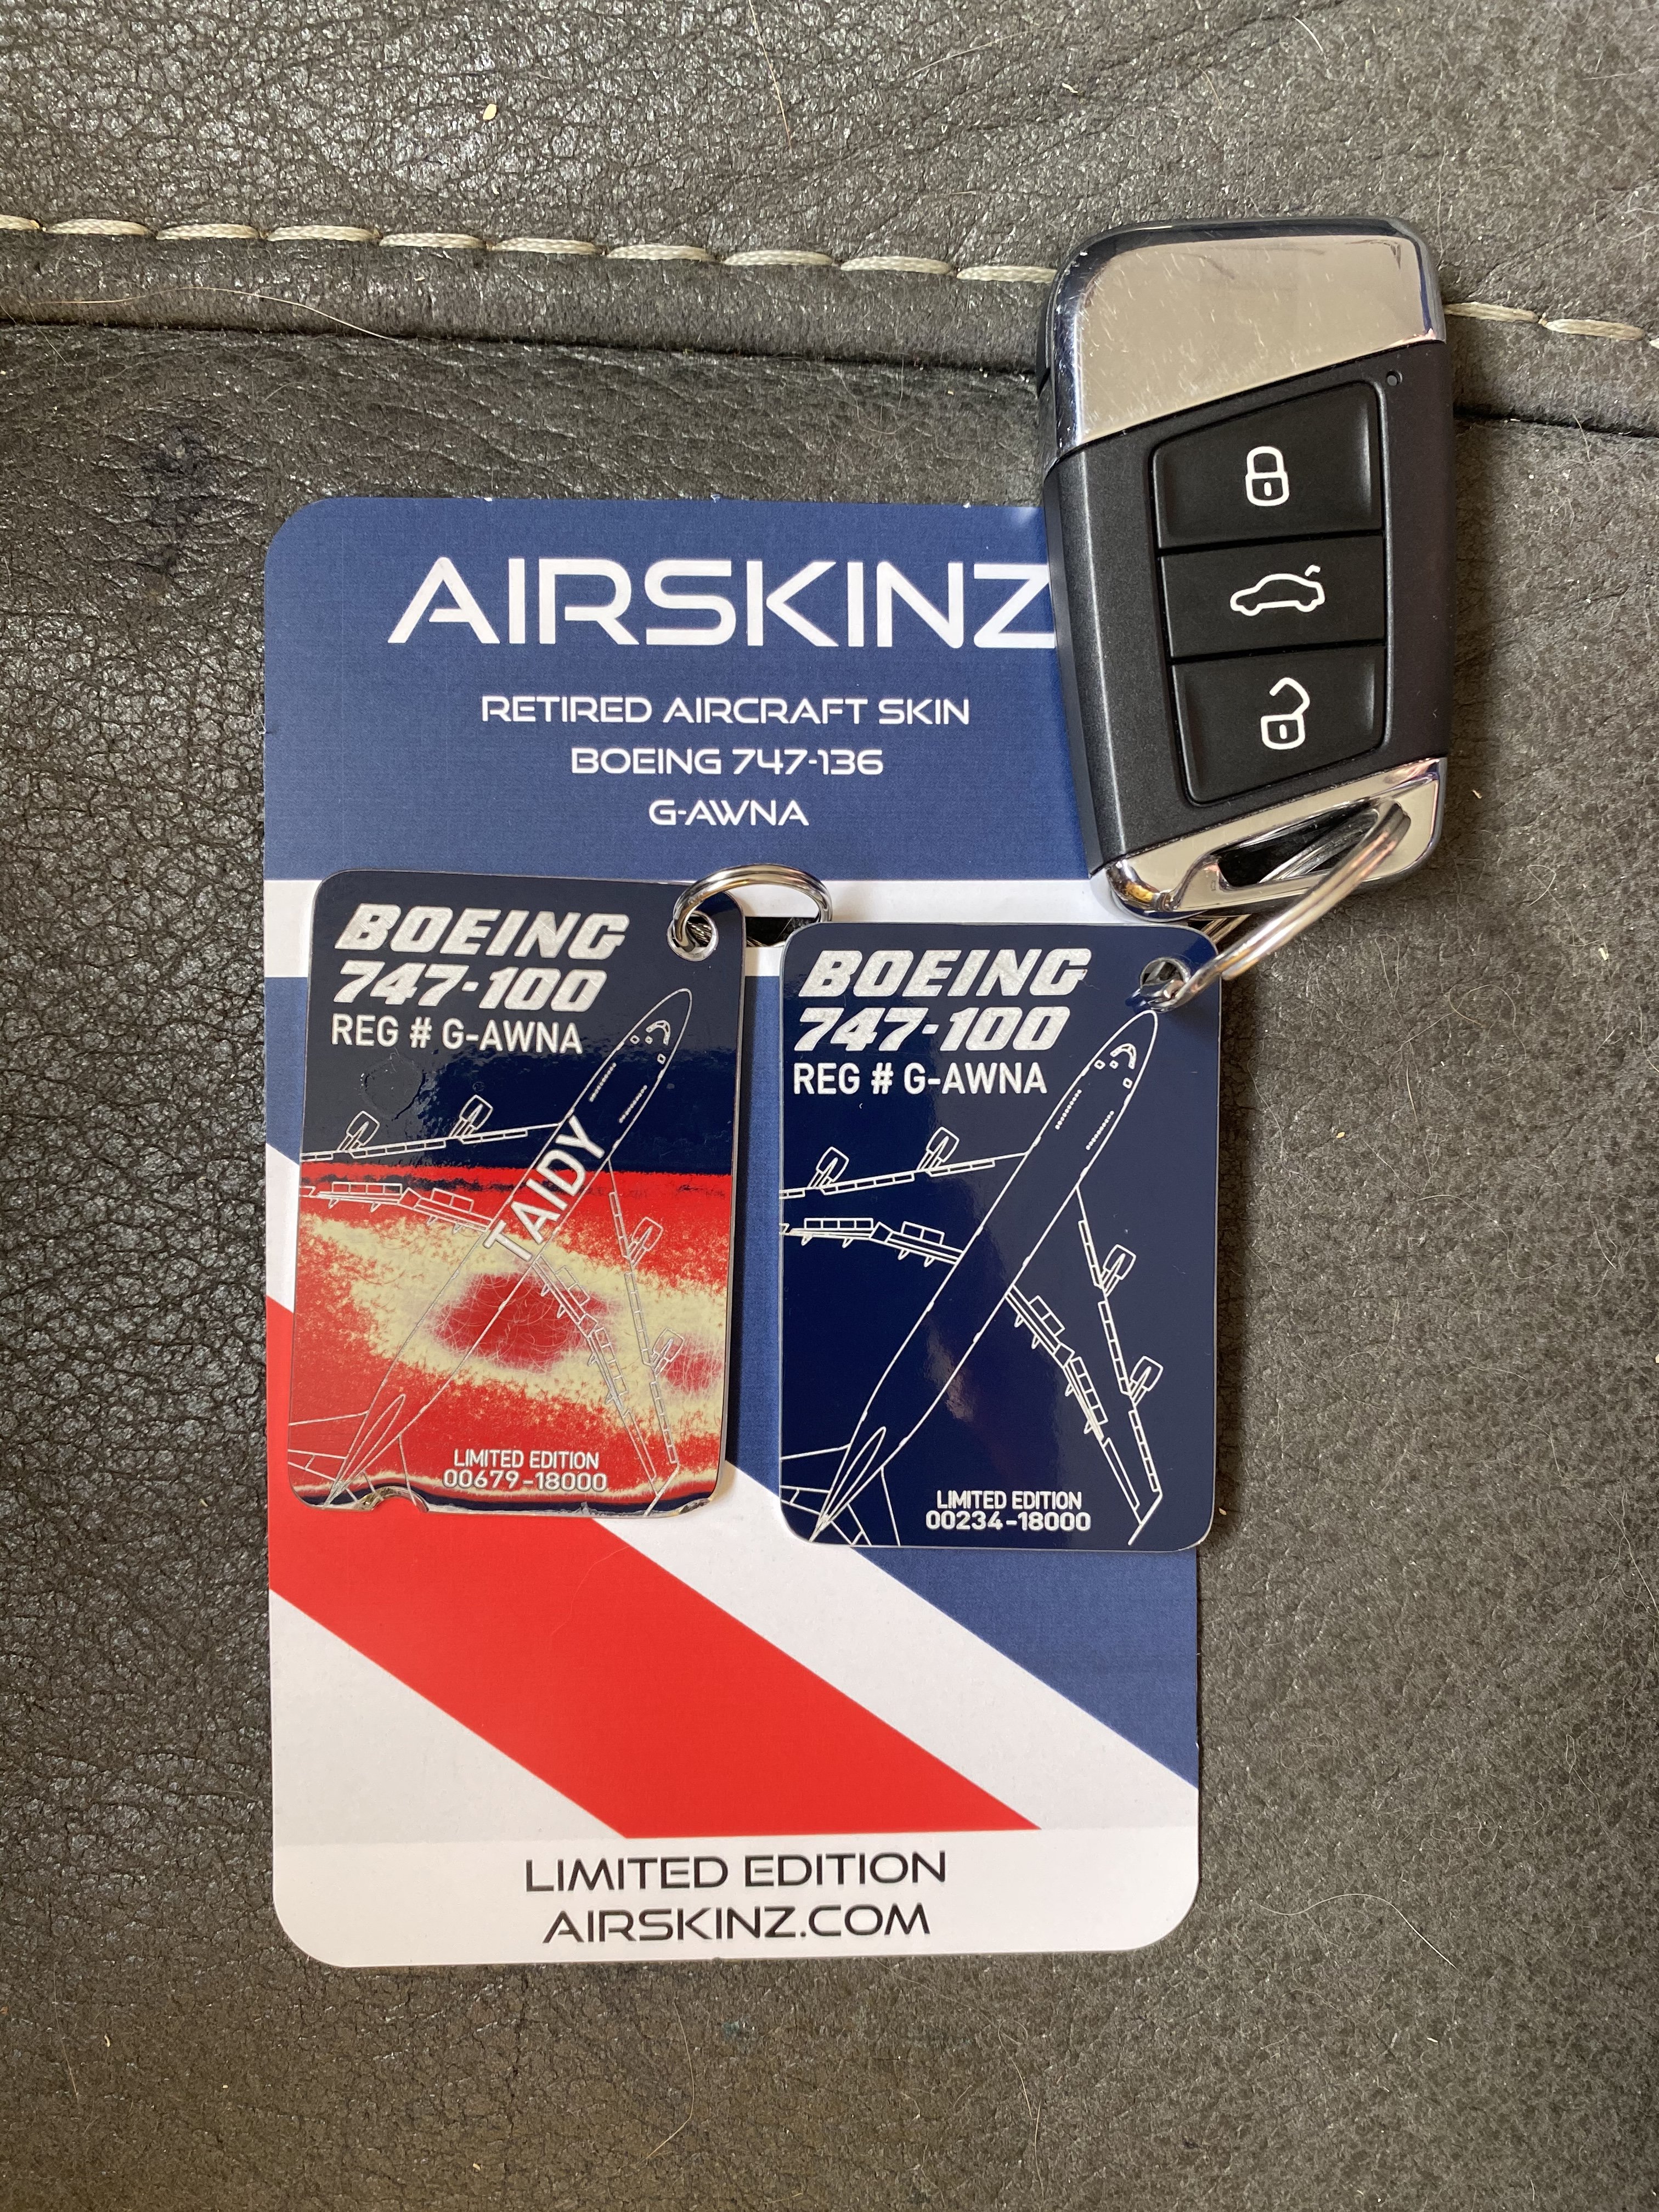 AIRSKINZ
RETIRED AIRCRAFT SKIN
BOEING 747-136
G-AWNA
BOEING
747-100
REG # G-AWNA
TAIDY
LIMITED EDITION
00679-18000
BOEING
747-100
REG # G-AWNA
LIMITED EDITION
00234-18000
LIMITED EDITION
AIRSKINZ.COM